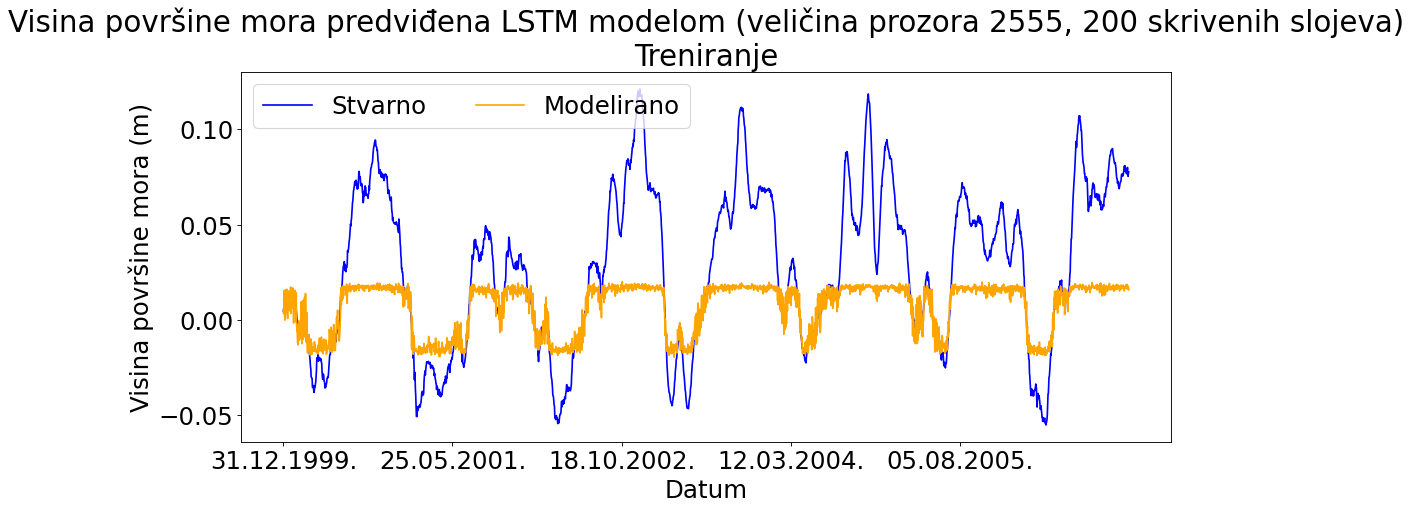 Visina površine mora predviđena LSTM modelom (veličina prozora 2555, 200 skrivenih slojeva)
Treniranje
Stvarno Modelirano
Visina površine mora (m)
0.10
0.05
0.00
−0.05
31.12.1999. 25.05.2001. 18.10.2002. 12.03.2004. 05.08.2005.
Datum